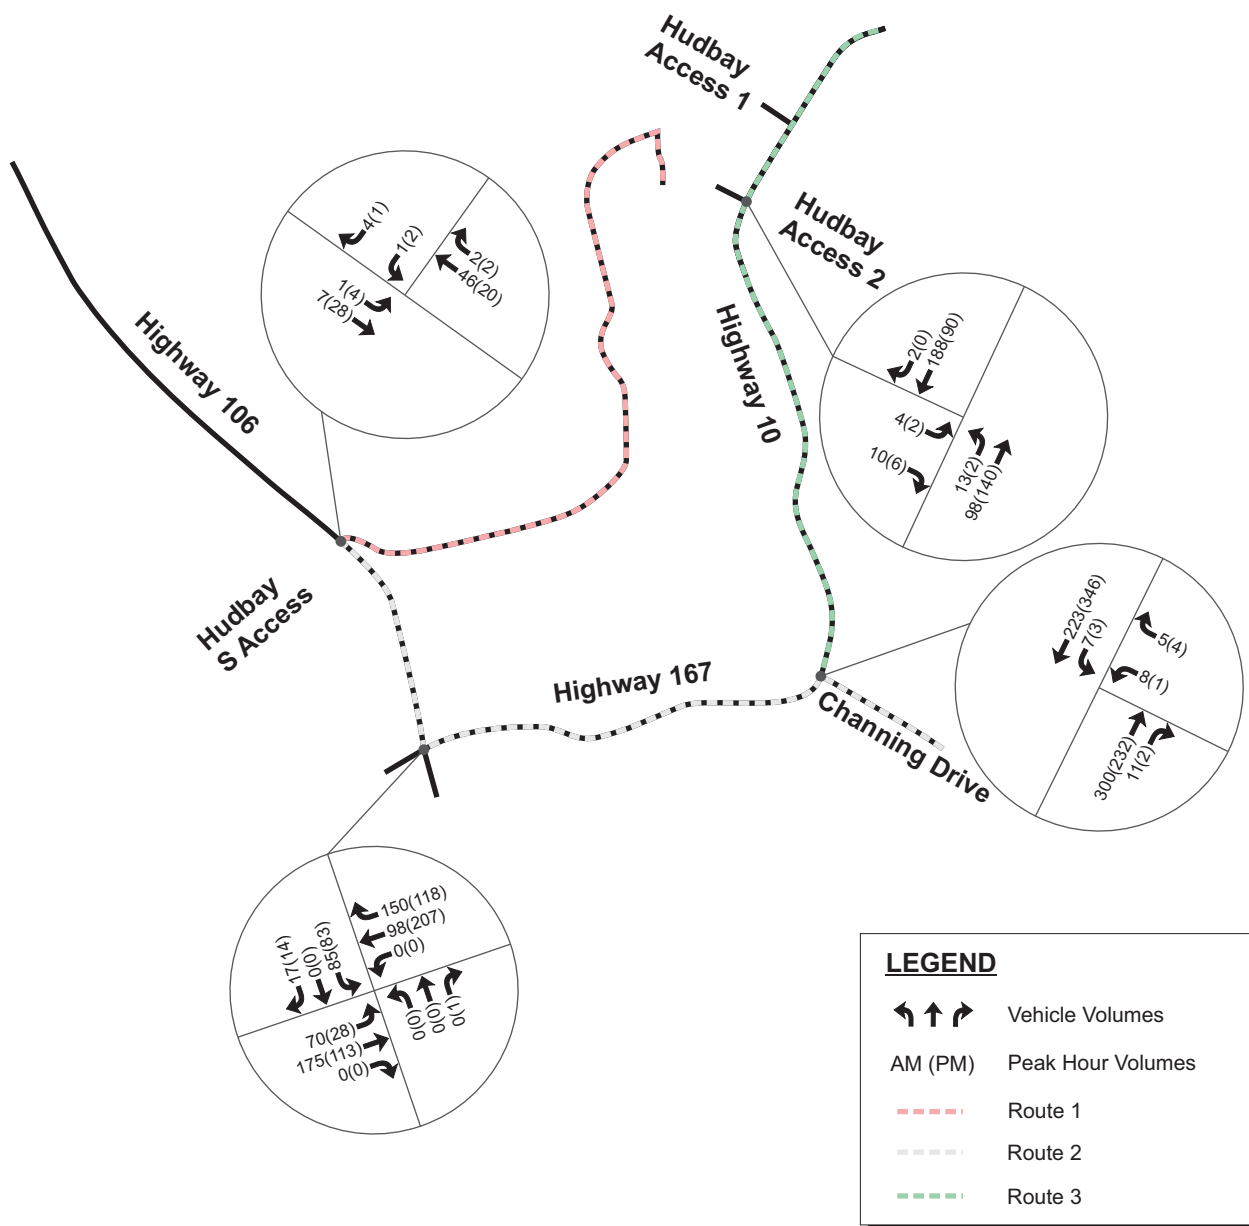 Hudbay
Access 1
Hudbay
Access 2
Highway 106
Highway 10
Hudbay
S Access
Highway 167
Channing Drive
4(1)
1(2)
2(2)
46(20)
1(4)
7(28)
2(0)
188(90)
4(2)
10(6)
13(2)
98(140)
223(346)
7(3)
5(4)
8(1)
300(232)
11(2)
150(118)
98(207)
0(0)
17(14)
0(0)
85(83)
70(28)
175(113)
0(0)
0(0)
0(0)
0(1)
LEGEND
Vehicle Volumes
AM (PM) Peak Hour Volumes
Route 1
Route 2
Route 3